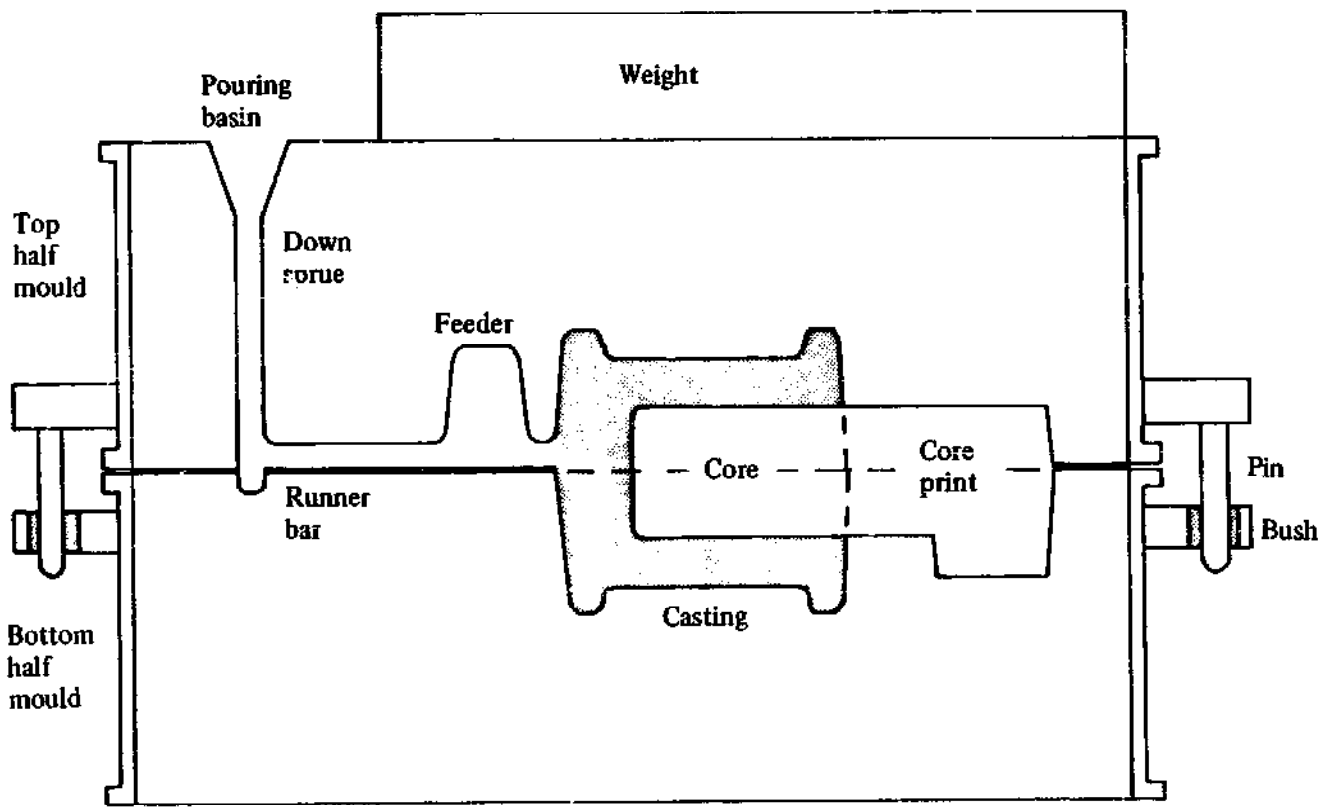 Weight
Pouring
basin
Top
half
mould
Down
sprue
Feeder
Core
Core
print
Runner
bar
Pin
Bush
Casting
Bottom
half
mould